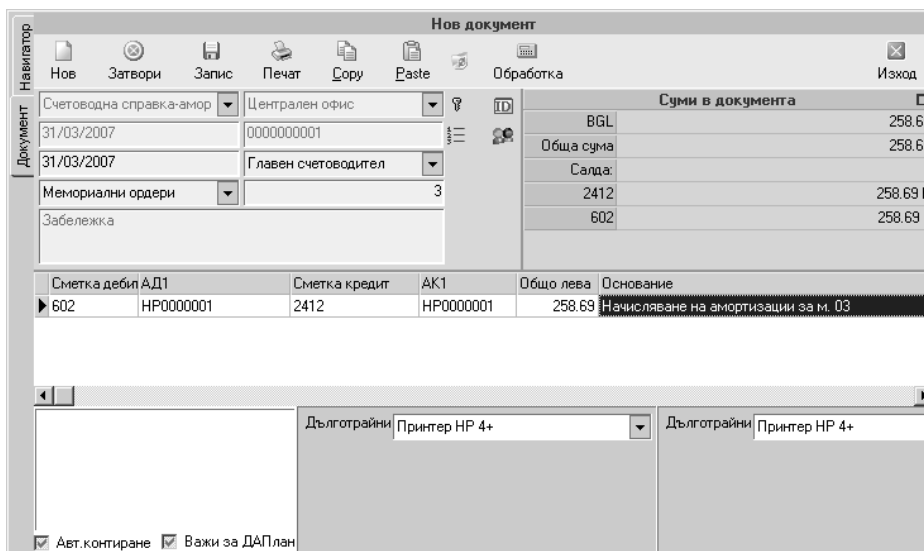 Нов документ
Навигатор
Документ
Нов Затвори Запис Печат Copy Paste Обработка Изход
Счетоводна справка-амор Централен офис
31/03/2007 0000000001
31/03/2007 Главен счетоводител
Мемориални ордери 3
Забележка
Суми в документа
BGL 258.6
Обща сума 258.6
Салда:
2412 258.69
602 258.69
Сметка дебит АД1 Сметка кредит АК1 Общо лева Основание
602 HP0000001 2412 HP0000001 258.69 Начисляване на амортизации за м. 03
Дълготрайни Принтер HP 4+ Дълготрайни Принтер HP 4+
Авт.контиране Важи за ДАПлан